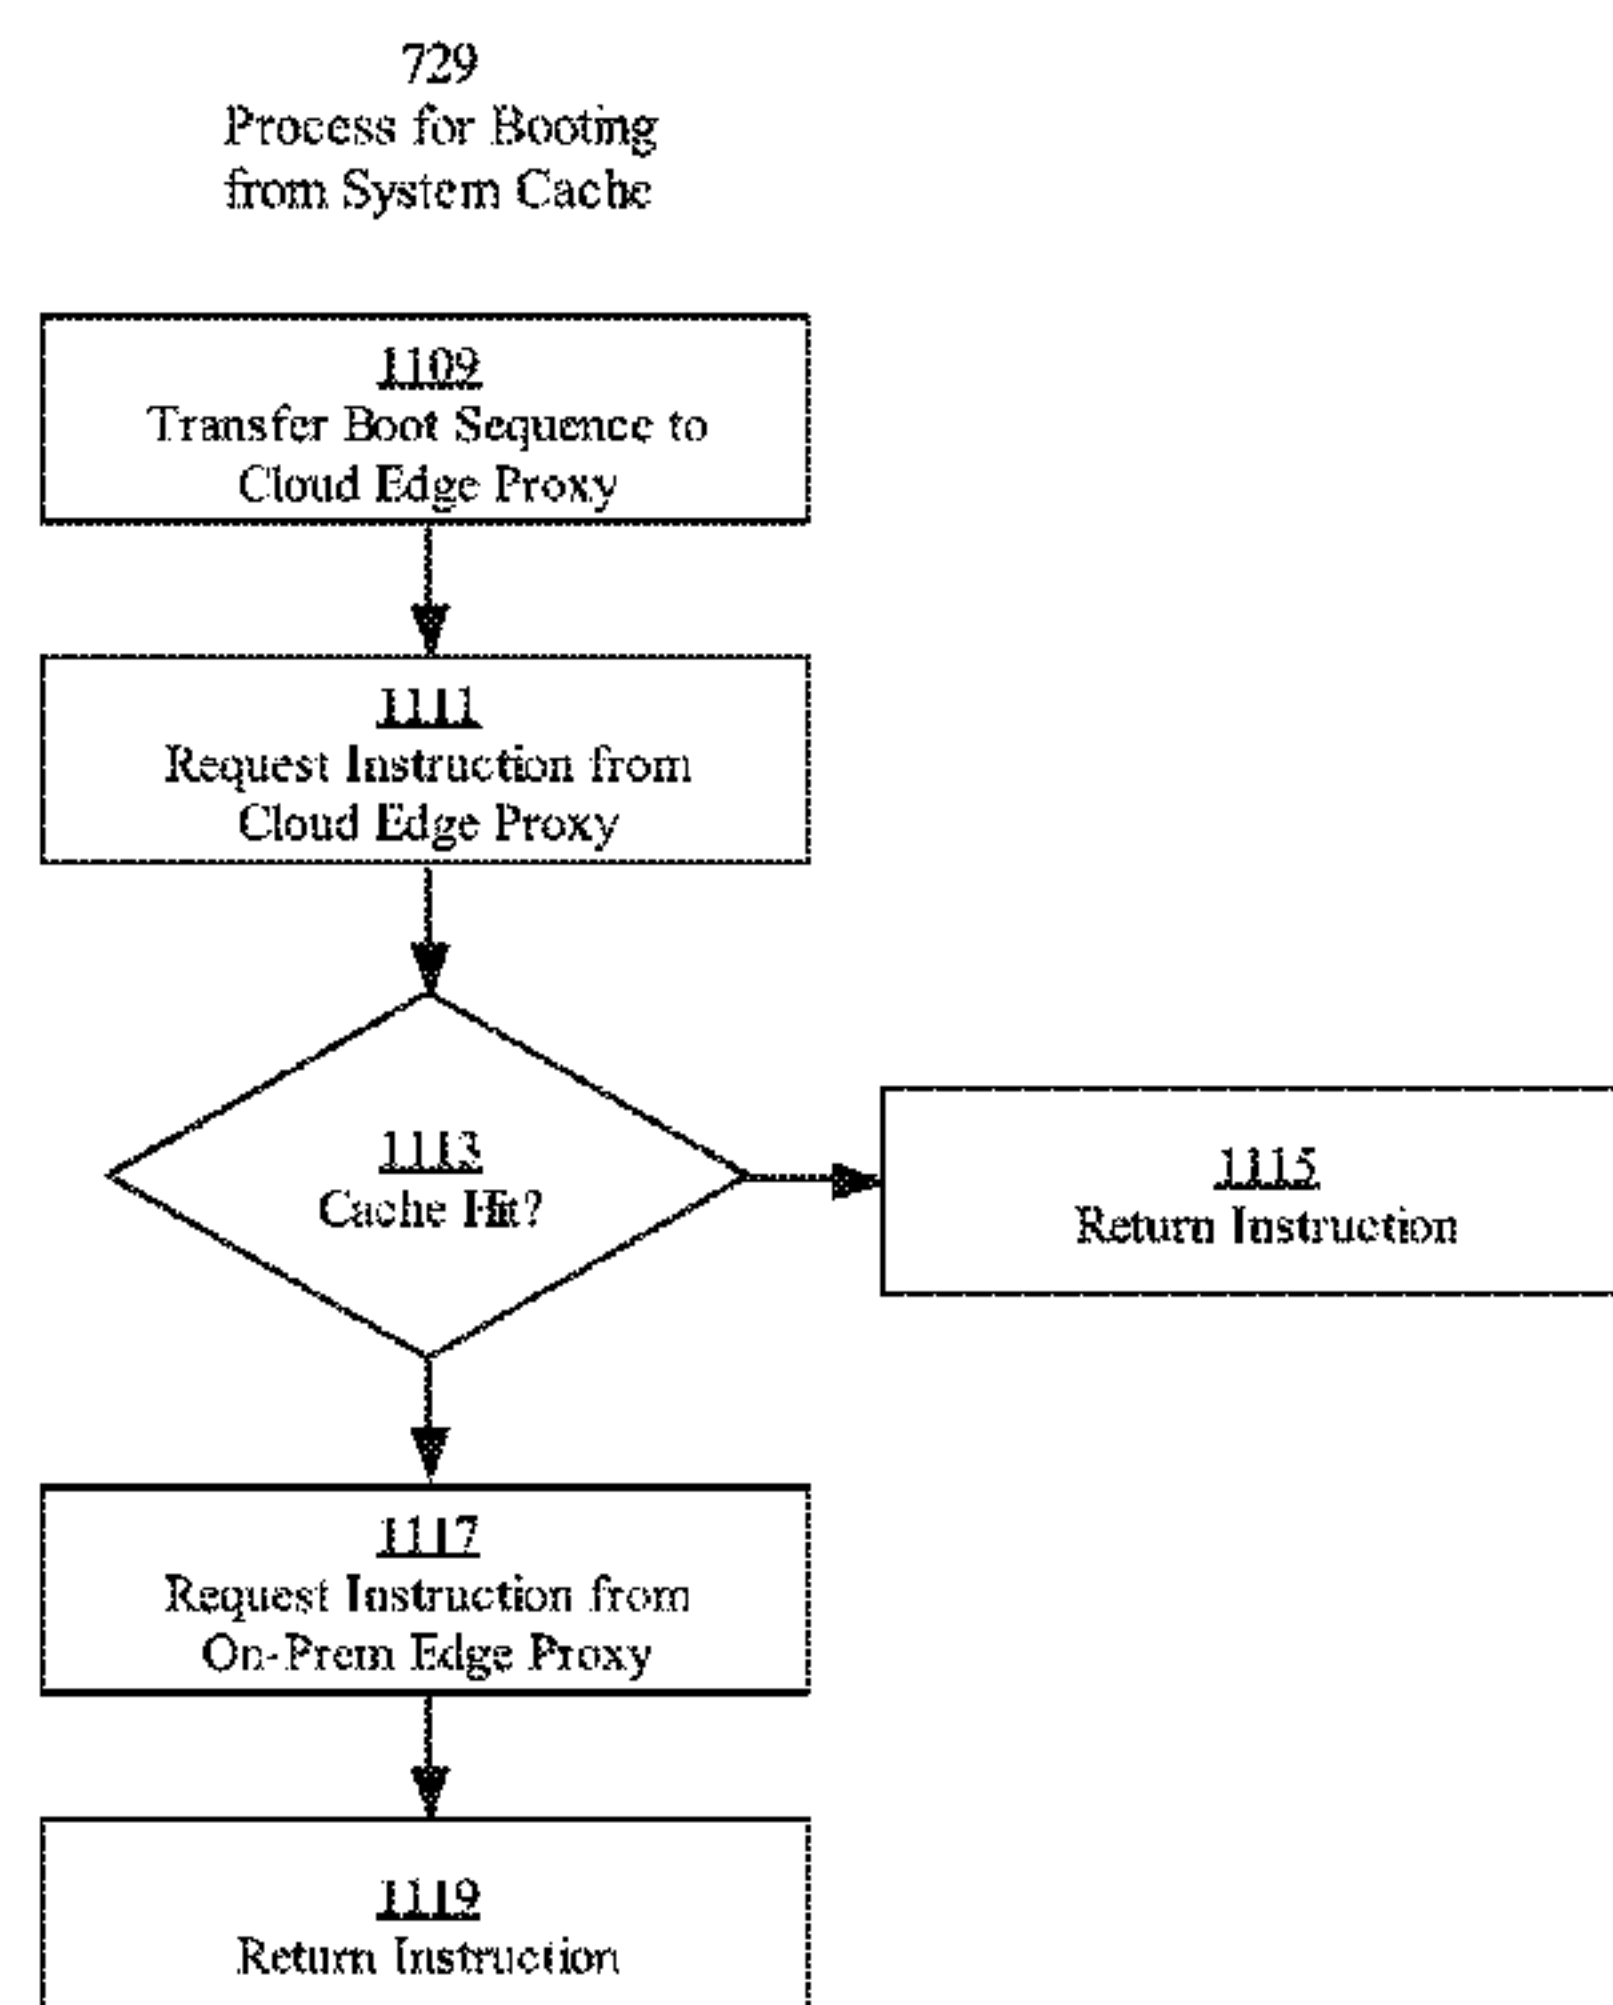 729
Process for Booting
from System Cache
1109
Transfer Boot Sequence to
Cloud Edge Proxy
1111
Request Instruction from
Cloud Edge Proxy
1113
Cache Hit?
1115
Return Instruction
1117
Request Instruction from
On-Prem Edge Proxy
1119
Return Instruction